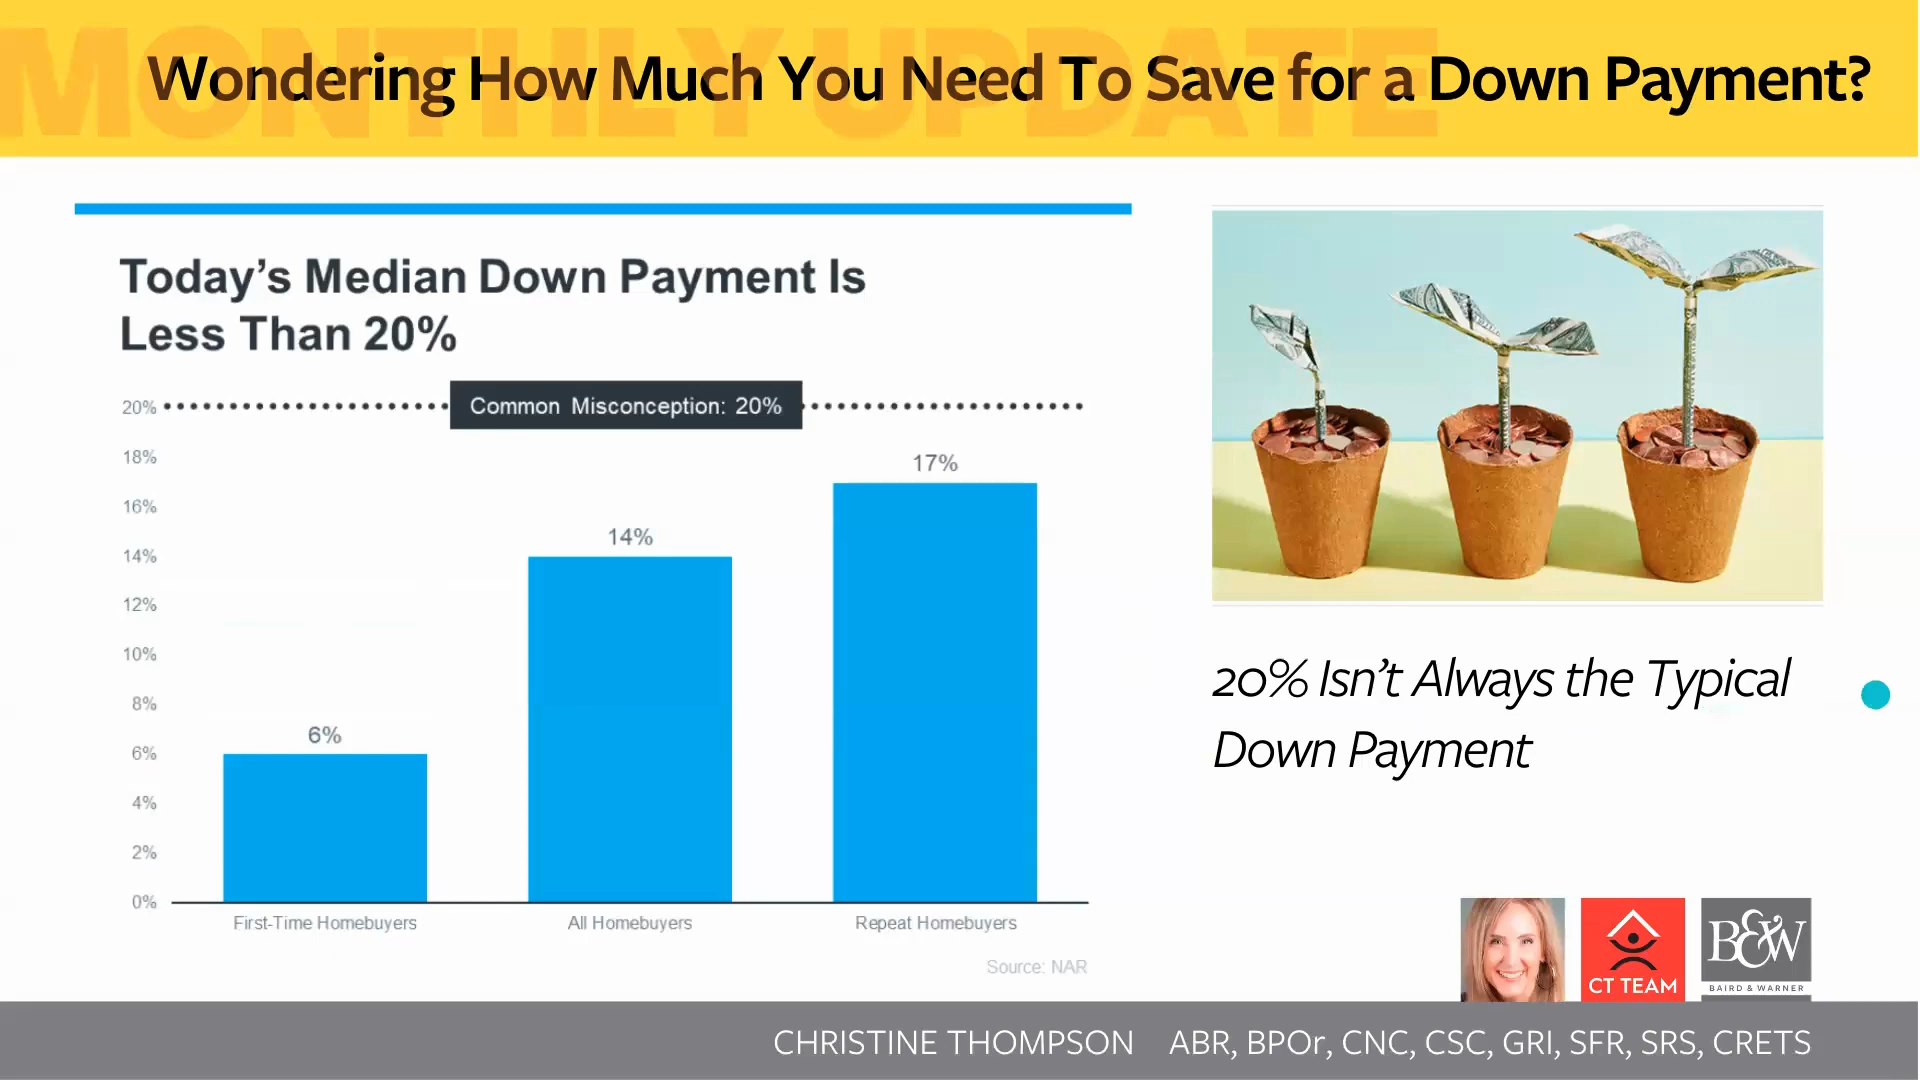 MONTHLY UPDATE
Wondering How Much You Need To Save for a Down Payment?
Today’s Median Down Payment Is
Less Than 20%
20%
Common Misconception: 20%
18%
17%
16%
14%
14%
12%
10%
8%
6%
6%
4%
2%
0%
First-Time Homebuyers
All Homebuyers
Repeat Homebuyers
Source: NAR
20% Isn’t Always the Typical
Down Payment
CT TEAM
B&W
BAIRD & WARNER
CHRISTINE THOMPSON ABR, BPOr, CNC, CSC, GRI, SFR, SRS, CRETS